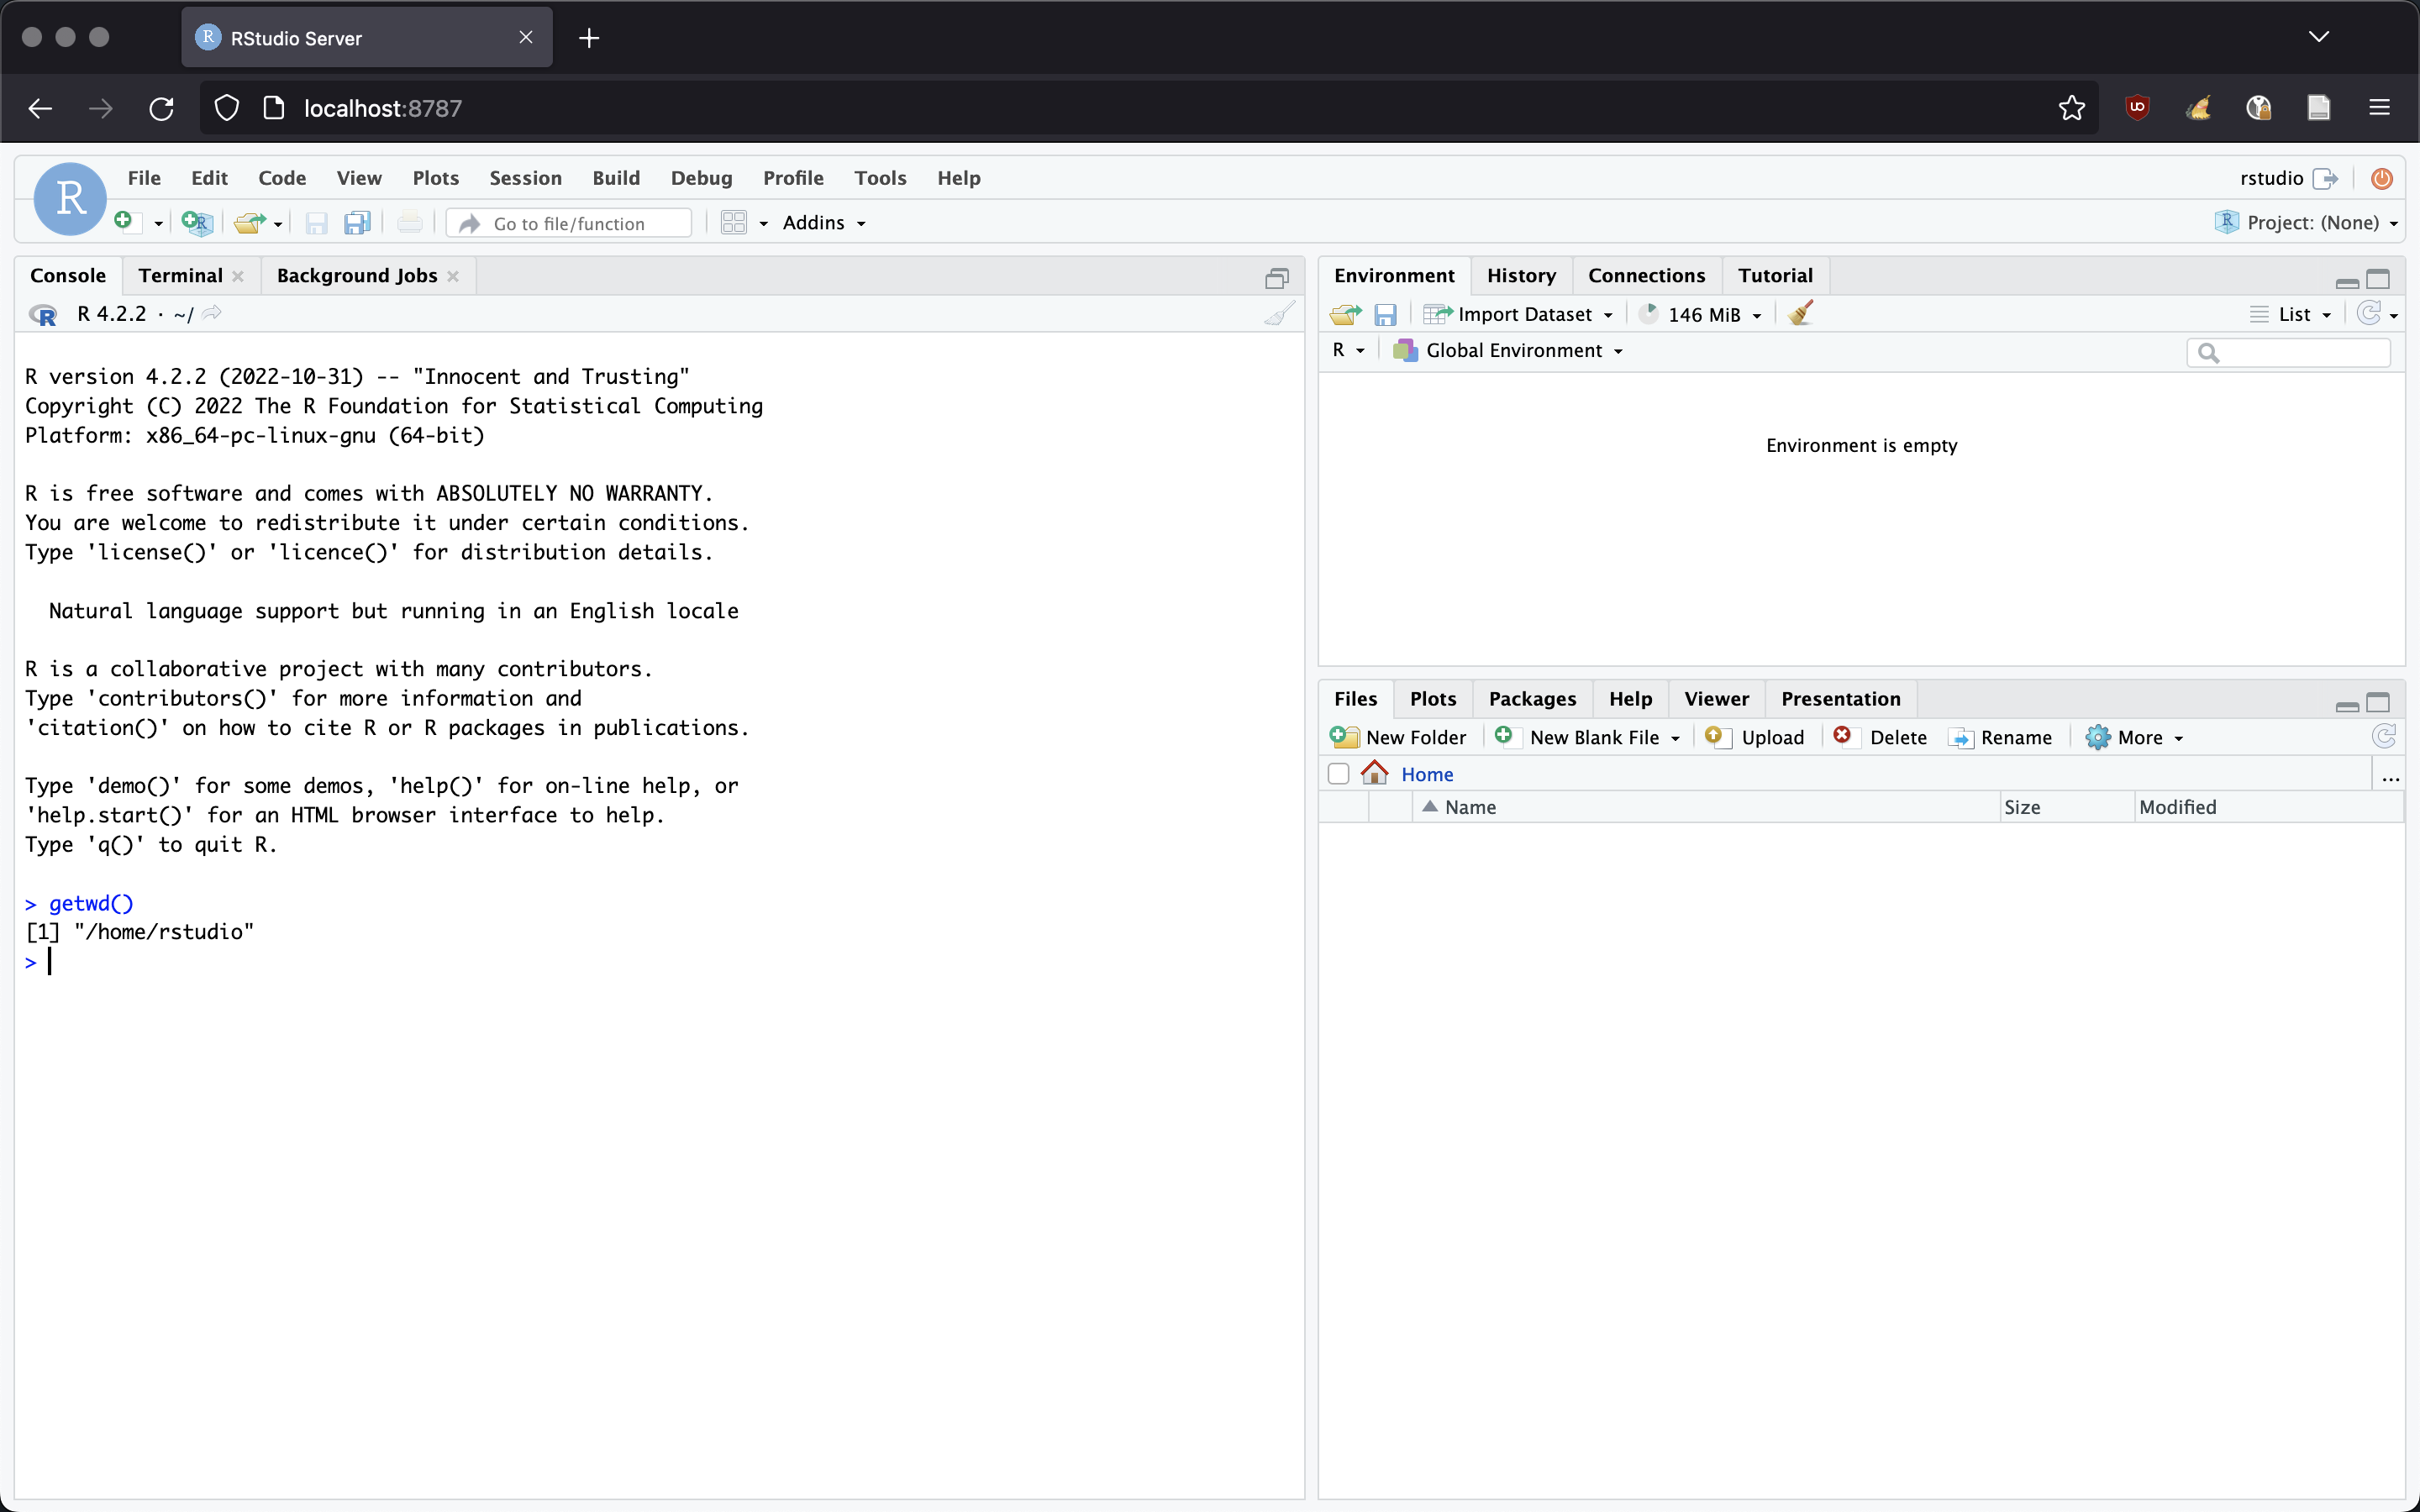 RStudio Server
localhost:8787
File Edit Code View Plots Session Build Debug Profile Tools Help
rstudio
Go to file/function
Addins
Project: (None)
Console Terminal Background Jobs
R 4.2.2 · ~/
R version 4.2.2 (2022-10-31) -- "Innocent and Trusting"
Copyright (C) 2022 The R Foundation for Statistical Computing
Platform: x86_64-pc-linux-gnu (64-bit)
R is free software and comes with ABSOLUTELY NO WARRANTY.
You are welcome to redistribute it under certain conditions.
Type 'license()' or 'licence()' for distribution details.
Natural language support but running in an English locale
R is a collaborative project with many contributors.
Type 'contributors()' for more information and
'citation()' on how to cite R or R packages in publications.
Type 'demo()' for some demos, 'help()' for on-line help, or
'help.start()' for an HTML browser interface to help.
Type 'q()' to quit R.
> getwd()
[1] "/home/rstudio"
>
Environment History Connections Tutorial
Import Dataset 146 MiB List
R Global Environment
Environment is empty
Files Plots Packages Help Viewer Presentation
New Folder New Blank File Upload Delete Rename More
Home ...
Name Size Modified